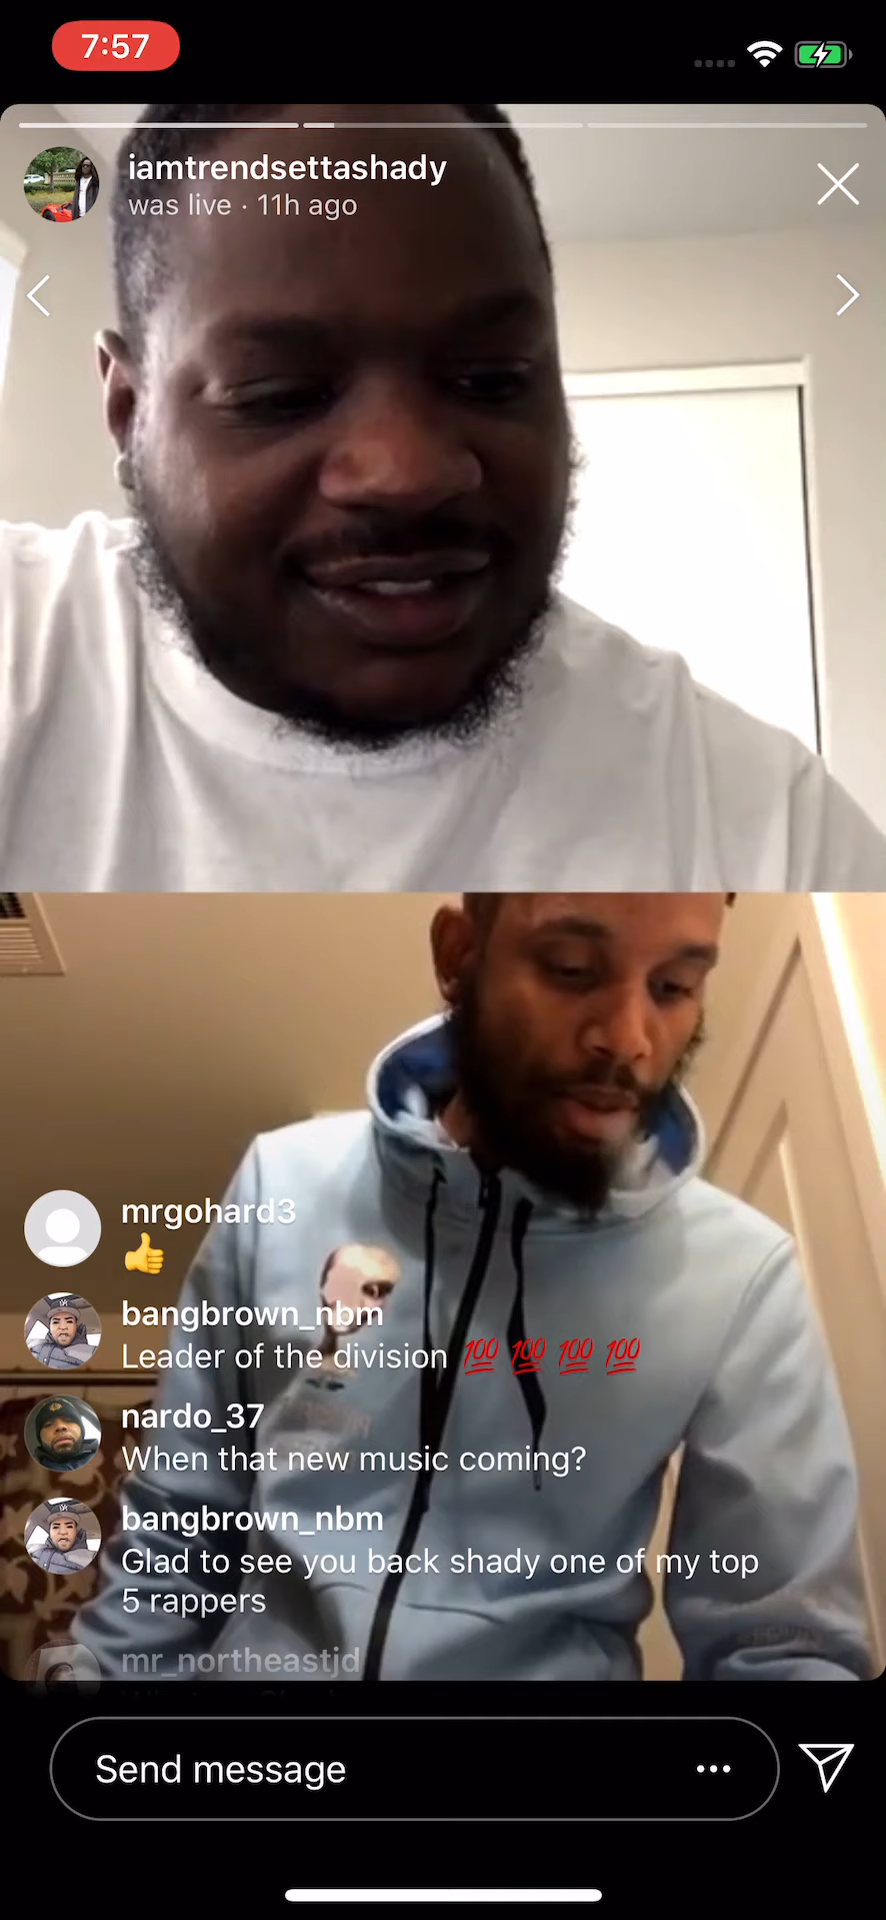 7:57
iamtrendsettashady
was live · 11h ago
mrgohard3
👍
bangbrown_nbm
Leader of the division 💯 💯 💯 💯
nardo_37
When that new music coming?
bangbrown_nbm
Glad to see you back shady one of my top
5 rappers
mr_northeastjd
Send message